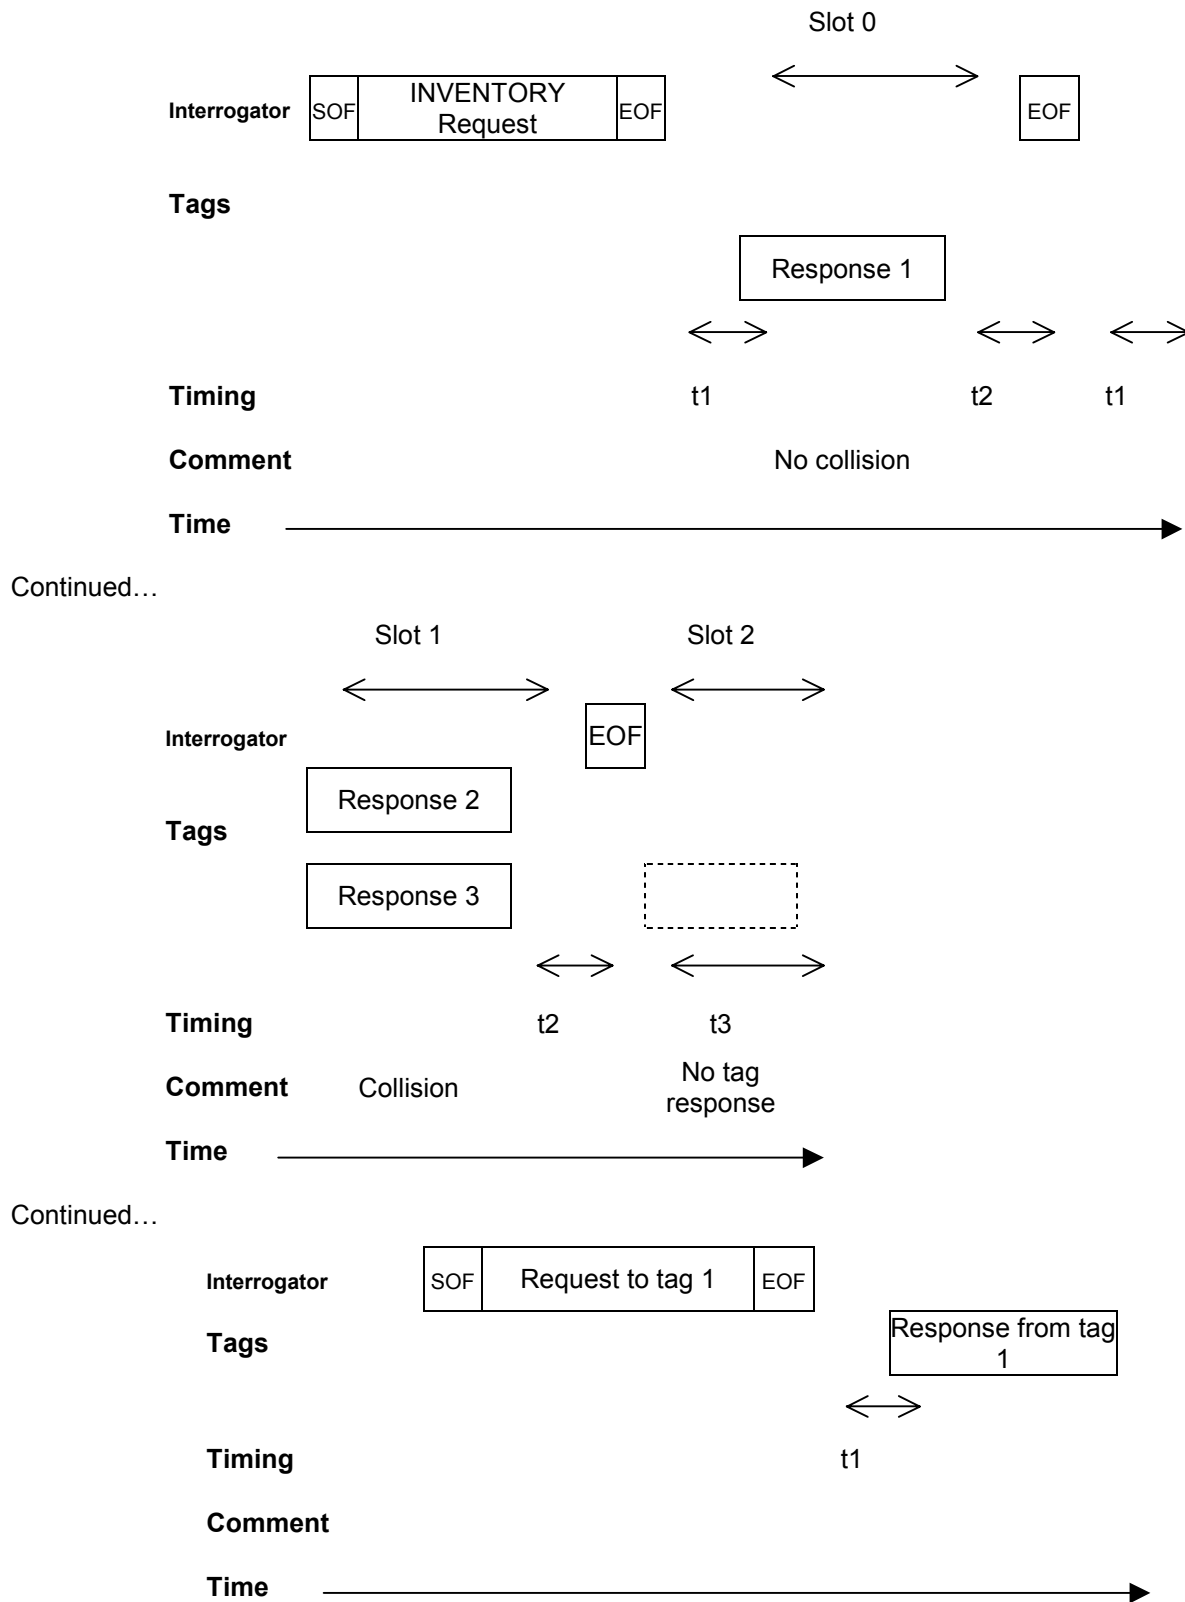 Slot 0
Interrogator SOF INVENTORY Request EOF EOF
Tags
Response 1
Timing t1 t2 t1
Comment No collision
Time
Continued…
Slot 1 Slot 2
Interrogator EOF
Response 2
Tags
Response 3
Timing t2 t3
Comment Collision No tag response
Time
Continued…
Interrogator SOF Request to tag 1 EOF
Tags Response from tag 1
Timing t1
Comment
Time